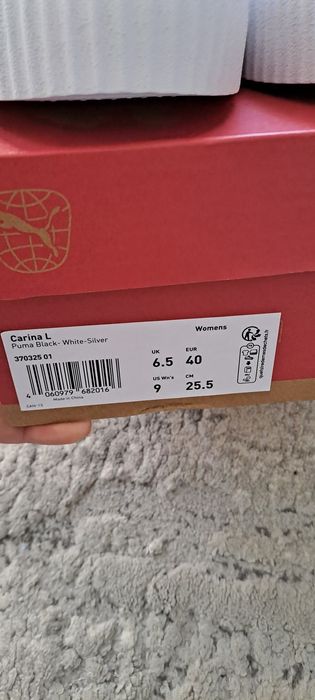 Carina L
Puma Black- White-Silver
Womens
370325 01
UK 6.5
EUR 40
US Wn's 9
CM 25.5
4 060979 682016
Made in China